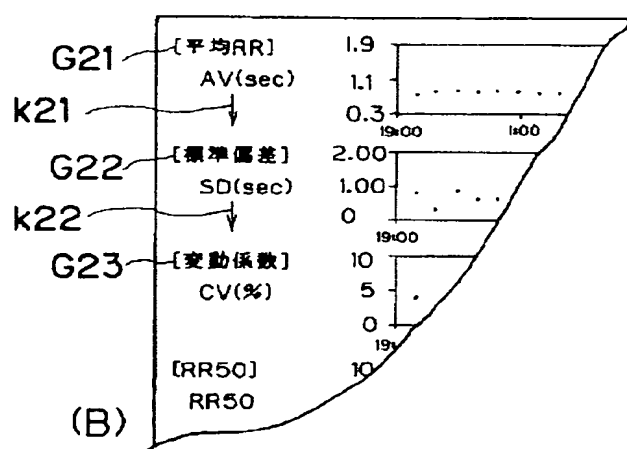 G21
[平均RR]
AV(sec)
1.9
1.1
0.3
19:00
1:00
k21
G22
[標準偏差]
SD(sec)
2.00
1.00
0
19:00
k22
G23
[変動係数]
CV(%)
10
5
0
19
[RR50]
RR50
10
(B)